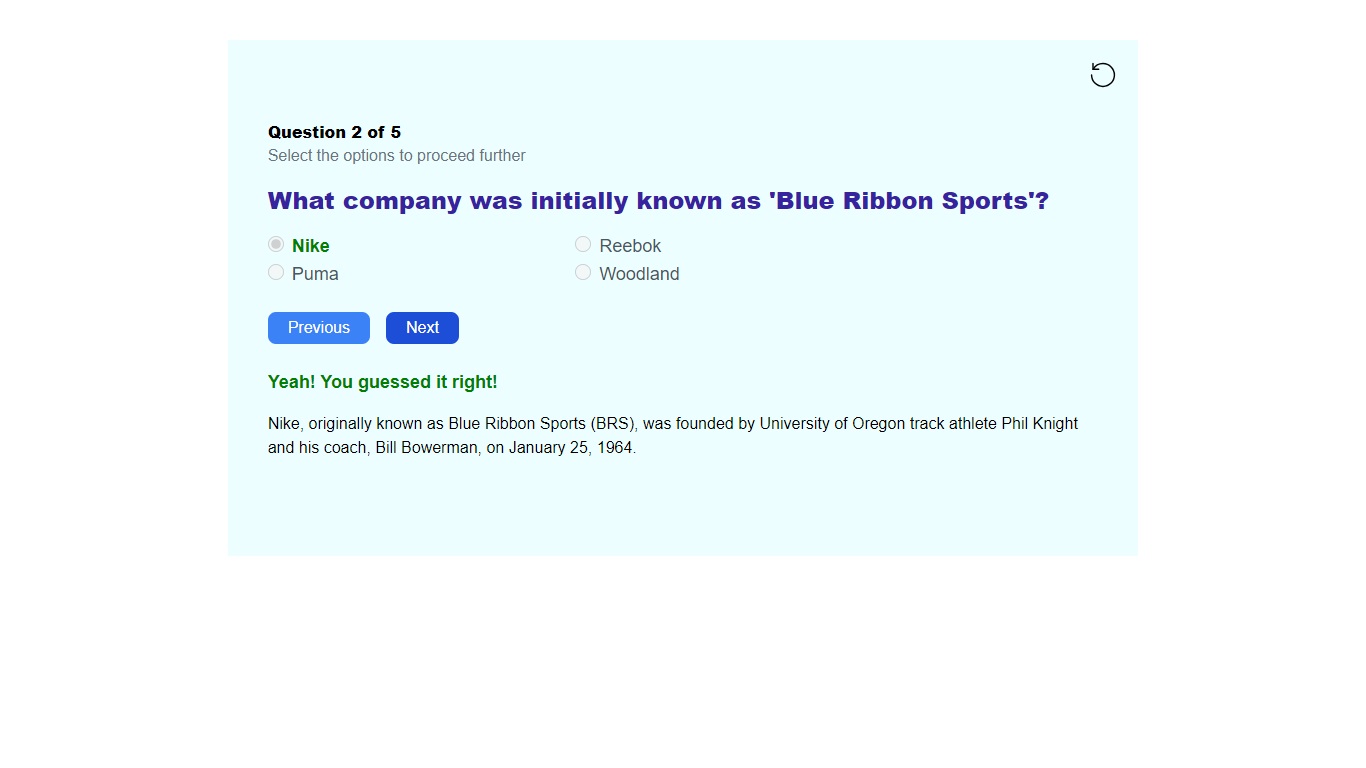 Question 2 of 5
Select the options to proceed further
What company was initially known as 'Blue Ribbon Sports'?
Nike
Reebok
Puma
Woodland
Previous
Next
Yeah! You guessed it right!
Nike, originally known as Blue Ribbon Sports (BRS), was founded by University of Oregon track athlete Phil Knight
and his coach, Bill Bowerman, on January 25, 1964.